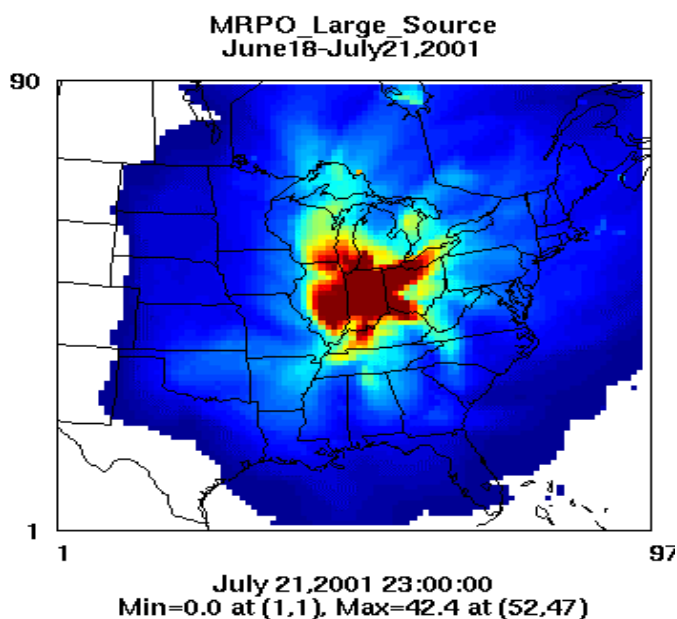 MRPO_Large_Source
June18-July21,2001
90
1
1
97
July 21,2001 23:00:00
Min=0.0 at (1,1), Max=42.4 at (52,47)